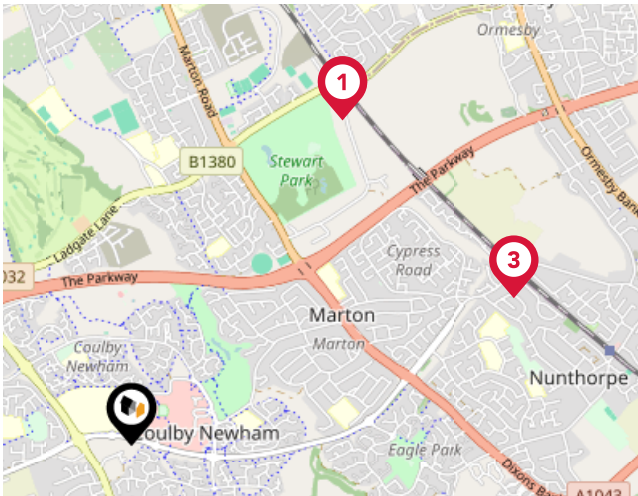 Ormesby
1
Marton Road
B1380
Stewart
Park
The Parkway
Ormesby Bank
Ladgate Lane
Cypress
Road
3
The Parkway
Marton
Marton
Coulby
Newham
Nunthorpe
Coulby Newham
Eagle Park
Dixons Bank
A1043